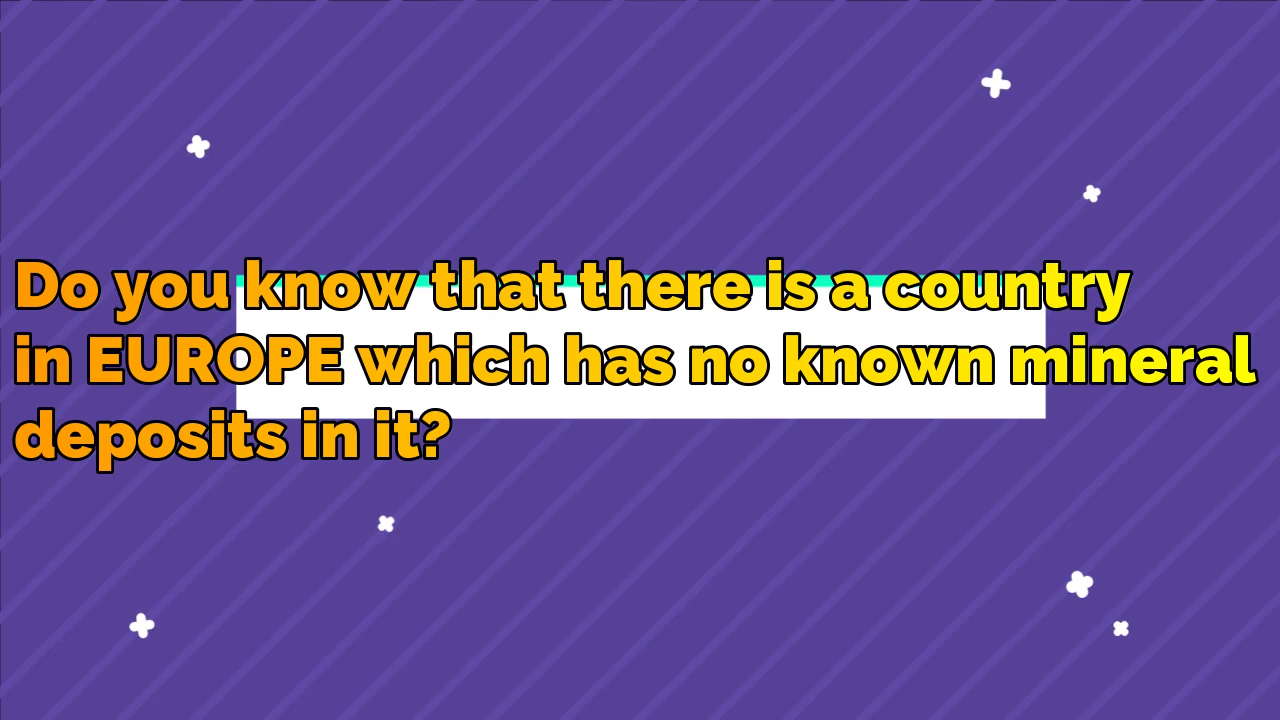 Do you know that there is a country
in EUROPE which has no known mineral
deposits in it?